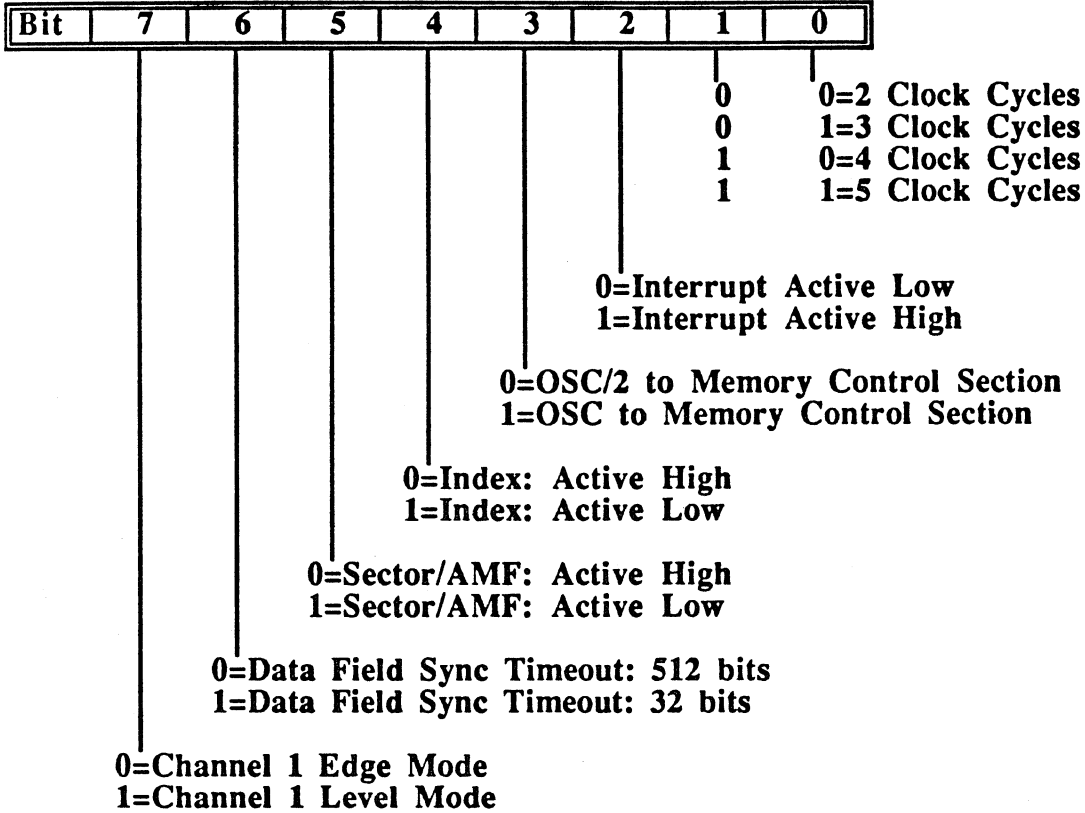 Bit 7 6 5 4 3 2 1 0
0 0=2 Clock Cycles
0 1=3 Clock Cycles
1 0=4 Clock Cycles
1 1=5 Clock Cycles
0=Interrupt Active Low
1=Interrupt Active High
0=OSC/2 to Memory Control Section
1=OSC to Memory Control Section
0=Index: Active High
1=Index: Active Low
0=Sector/AMF: Active High
1=Sector/AMF: Active Low
0=Data Field Sync Timeout: 512 bits
1=Data Field Sync Timeout: 32 bits
0=Channel 1 Edge Mode
1=Channel 1 Level Mode